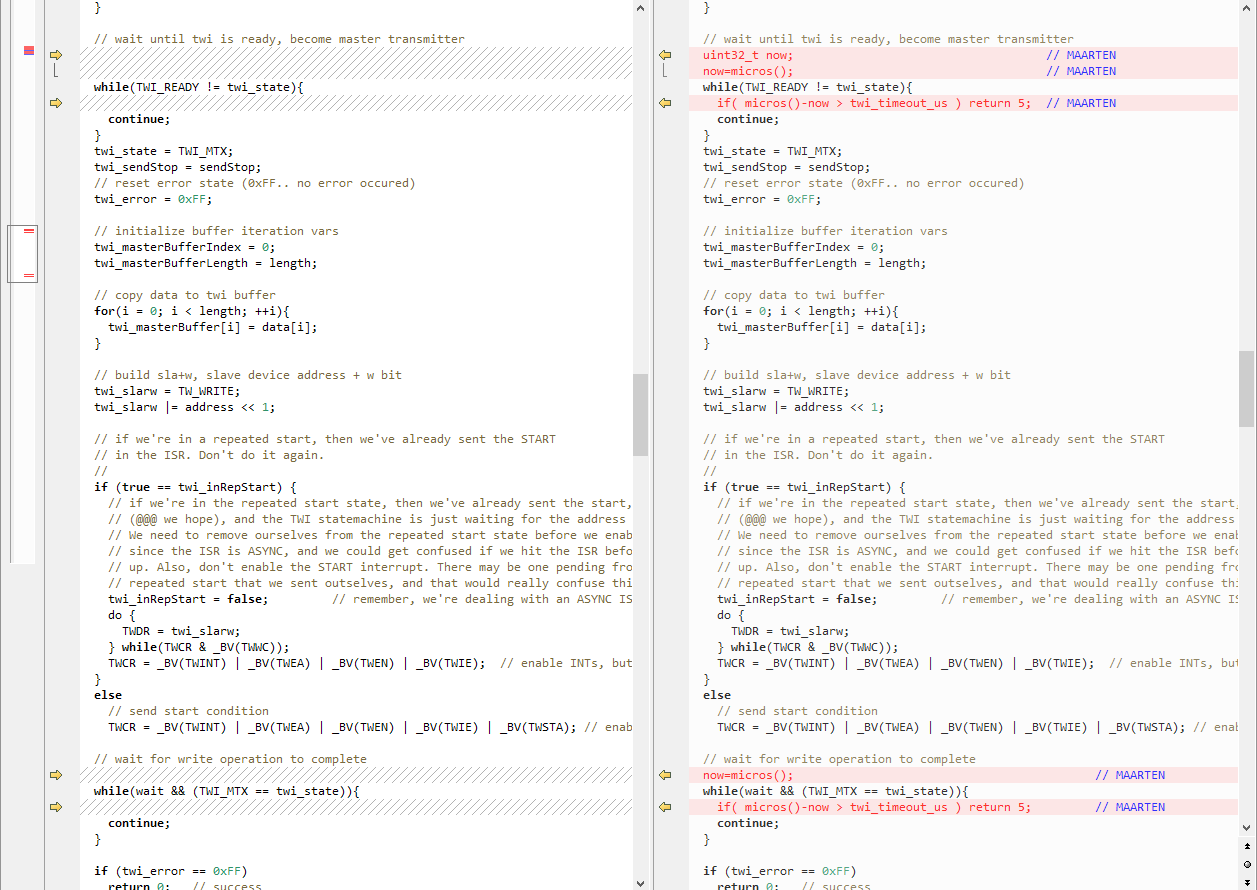 }
// wait until twi is ready, become master transmitter
while(TWI_READY != twi_state){
continue;
}
twi_state = TWI_MTX;
twi_sendStop = sendStop;
// reset error state (0xFF.. no error occured)
twi_error = 0xFF;
// initialize buffer iteration vars
twi_masterBufferIndex = 0;
twi_masterBufferLength = length;
// copy data to twi buffer
for(i = 0; i < length; ++i){
twi_masterBuffer[i] = data[i];
}
// build sla+w, slave device address + w bit
twi_slarw = TW_WRITE;
twi_slarw |= address << 1;
// if we're in a repeated start, then we've already sent the START
// in the ISR. Don't do it again.
//
if (true == twi_inRepStart) {
// if we're in the repeated start state, then we've already sent the start,
// (@@@ we hope), and the TWI statemachine is just waiting for the address
// We need to remove ourselves from the repeated start state before we enab
// since the ISR is ASYNC, and we could get confused if we hit the ISR befo
// up. Also, don't enable the START interrupt. There may be one pending fro
// repeated start that we sent outselves, and that would really confuse thi
twi_inRepStart = false; // remember, we're dealing with an ASYNC IS
do {
TWDR = twi_slarw;
} while(TWCR & _BV(TWWC));
TWCR = _BV(TWINT) | _BV(TWEA) | _BV(TWEN) | _BV(TWIE); // enable INTs, but
}
else
// send start condition
TWCR = _BV(TWINT) | _BV(TWEA) | _BV(TWEN) | _BV(TWIE) | _BV(TWSTA); // enab
// wait for write operation to complete
while(wait && (TWI_MTX == twi_state)){
continue;
}
if (twi_error == 0xFF)
return 0; // success
}
// wait until twi is ready, become master transmitter
uint32_t now; // MAARTEN
now=micros(); // MAARTEN
while(TWI_READY != twi_state){
if( micros()-now > twi_timeout_us ) return 5; // MAARTEN
continue;
}
twi_state = TWI_MTX;
twi_sendStop = sendStop;
// reset error state (0xFF.. no error occured)
twi_error = 0xFF;
// initialize buffer iteration vars
twi_masterBufferIndex = 0;
twi_masterBufferLength = length;
// copy data to twi buffer
for(i = 0; i < length; ++i){
twi_masterBuffer[i] = data[i];
}
// build sla+w, slave device address + w bit
twi_slarw = TW_WRITE;
twi_slarw |= address << 1;
// if we're in a repeated start, then we've already sent the START
// in the ISR. Don't do it again.
//
if (true == twi_inRepStart) {
// if we're in the repeated start state, then we've already sent the start,
// (@@@ we hope), and the TWI statemachine is just waiting for the address
// We need to remove ourselves from the repeated start state before we enab
// since the ISR is ASYNC, and we could get confused if we hit the ISR befo
// up. Also, don't enable the START interrupt. There may be one pending fro
// repeated start that we sent outselves, and that would really confuse thi
twi_inRepStart = false; // remember, we're dealing with an ASYNC IS
do {
TWDR = twi_slarw;
} while(TWCR & _BV(TWWC));
TWCR = _BV(TWINT) | _BV(TWEA) | _BV(TWEN) | _BV(TWIE); // enable INTs, but
}
else
// send start condition
TWCR = _BV(TWINT) | _BV(TWEA) | _BV(TWEN) | _BV(TWIE) | _BV(TWSTA); // enab
// wait for write operation to complete
now=micros(); // MAARTEN
while(wait && (TWI_MTX == twi_state)){
if( micros()-now > twi_timeout_us ) return 5; // MAARTEN
continue;
}
if (twi_error == 0xFF)
return 0; // success